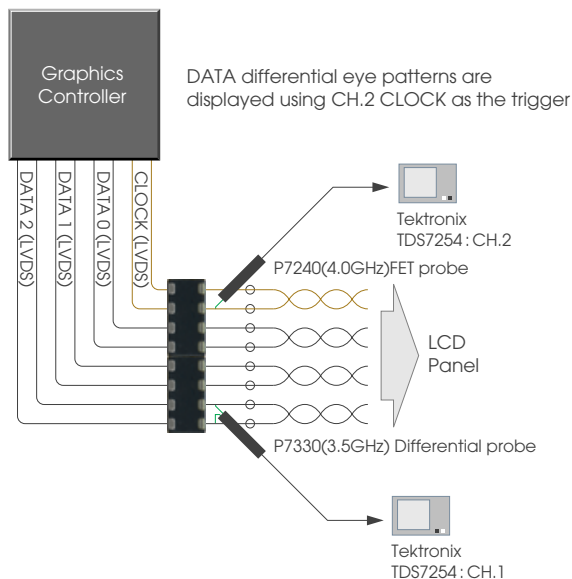 Graphics
Controller
DATA differential eye patterns are
displayed using CH.2 CLOCK as the trigger
DATA 2 (LVDS)
DATA 1 (LVDS)
DATA 0 (LVDS)
CLOCK (LVDS)
Tektronix
TDS7254 : CH.2
P7240(4.0GHz)FET probe
LCD
Panel
P7330(3.5GHz) Differential probe
Tektronix
TDS7254 : CH.1